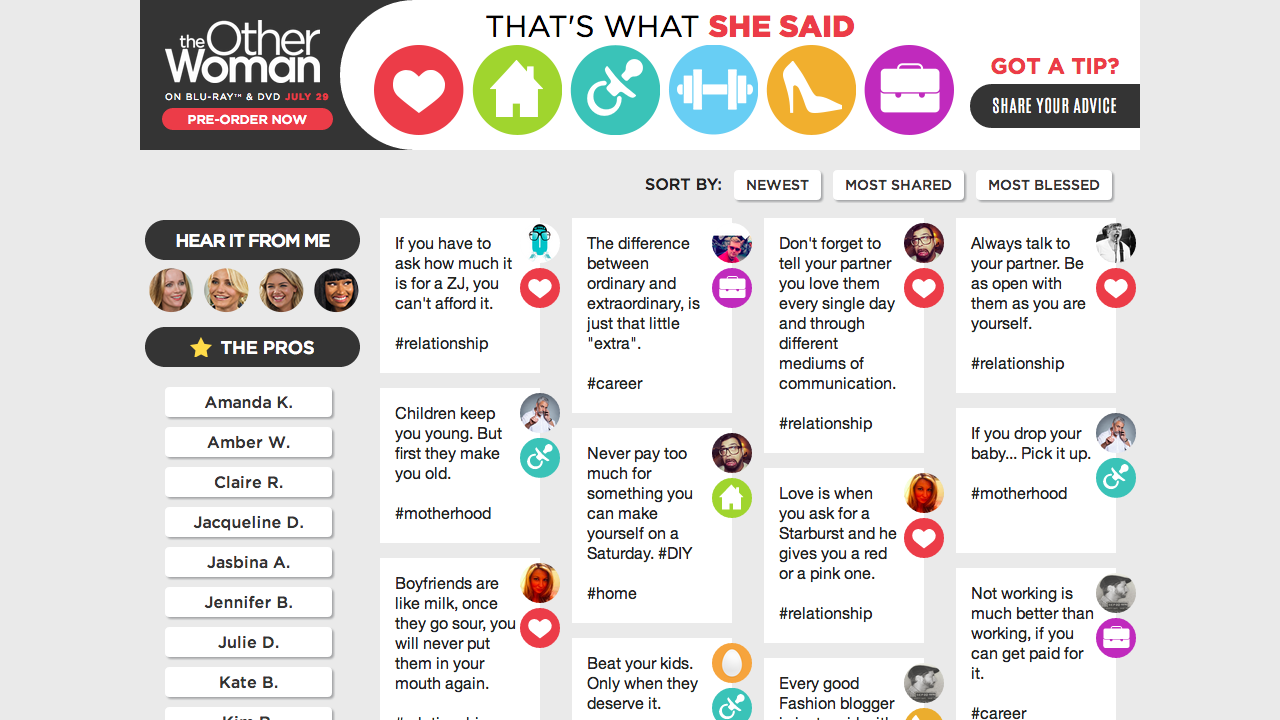 the Other
Woman
ON BLU-RAY™ & DVD JULY 29
PRE-ORDER NOW
THAT'S WHAT SHE SAID
GOT A TIP?
SHARE YOUR ADVICE
SORT BY:
NEWEST
MOST SHARED
MOST BLESSED
HEAR IT FROM ME
THE PROS
Amanda K.
Amber W.
Claire R.
Jacqueline D.
Jasbina A.
Jennifer B.
Julie D.
Kate B.
If you have to
ask how much it
is for a ZJ, you
can't afford it.
#relationship
Children keep
you young. But
first they make
you old.
#motherhood
Boyfriends are
like milk, once
they go sour, you
will never put
them in your
mouth again.
The difference
between
ordinary and
extraordinary, is
just that little
"extra".
#career
Never pay too
much for
something you
can make
yourself on a
Saturday. #DIY
#home
Beat your kids.
Only when they
deserve it.
Don't forget to
tell your partner
you love them
every single day
and through
different
mediums of
communication.
#relationship
Love is when
you ask for a
Starburst and he
gives you a red
or a pink one.
#relationship
Every good
Fashion blogger
Always talk to
your partner. Be
as open with
them as you are
yourself.
#relationship
If you drop your
baby... Pick it up.
#motherhood
Not working is
much better than
working, if you
can get paid for
it.
#career